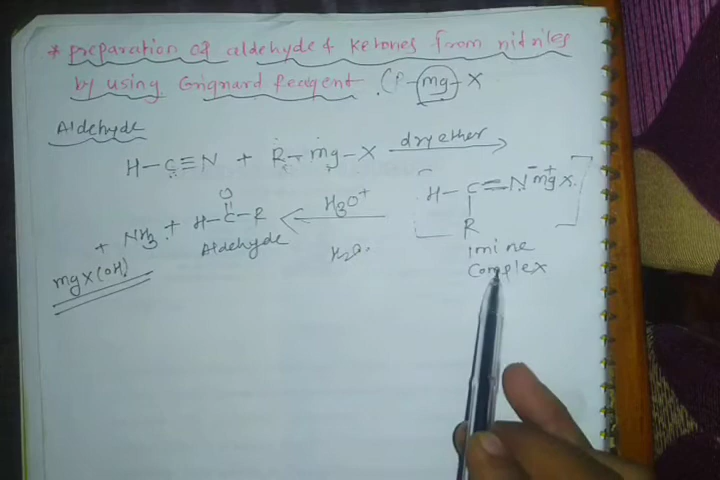 * preparation of aldehyde & ketones from nitriles
by using Grignard Reagent (R-mg-X
Aldehyde
H-C≡N + R-mg-X dry ether
H-C=N⁻ mg⁺X
R
imine
complex
H₃O⁺
H₂O
O
H-C-R
Aldehyde
+ NH₃ +
mgx(OH)